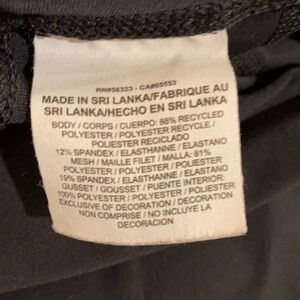 RN#56323 - CA#05553
MADE IN SRI LANKA/FABRIQUE AU
SRI LANKA/HECHO EN SRI LANKA
BODY / CORPS / CUERPO: 88% RECYCLED
POLYESTER / POLYESTER RECYCLE /
POLIESTER RECICLADO
12% SPANDEX / ELASTHANNE / ELASTANO
MESH / MAILLE FILET / MALLA: 81%
POLYESTER / POLYESTER / POLIESTER
19% SPANDEX / ELASTHANNE / ELASTANO
GUSSET / GOUSSET / PUENTE INTERIOR:
100% POLYESTER / POLYESTER / POLIESTER
EXCLUSIVE OF DECORATION / DECORATION
NON COMPRISE / NO INCLUYE LA
DECORACION